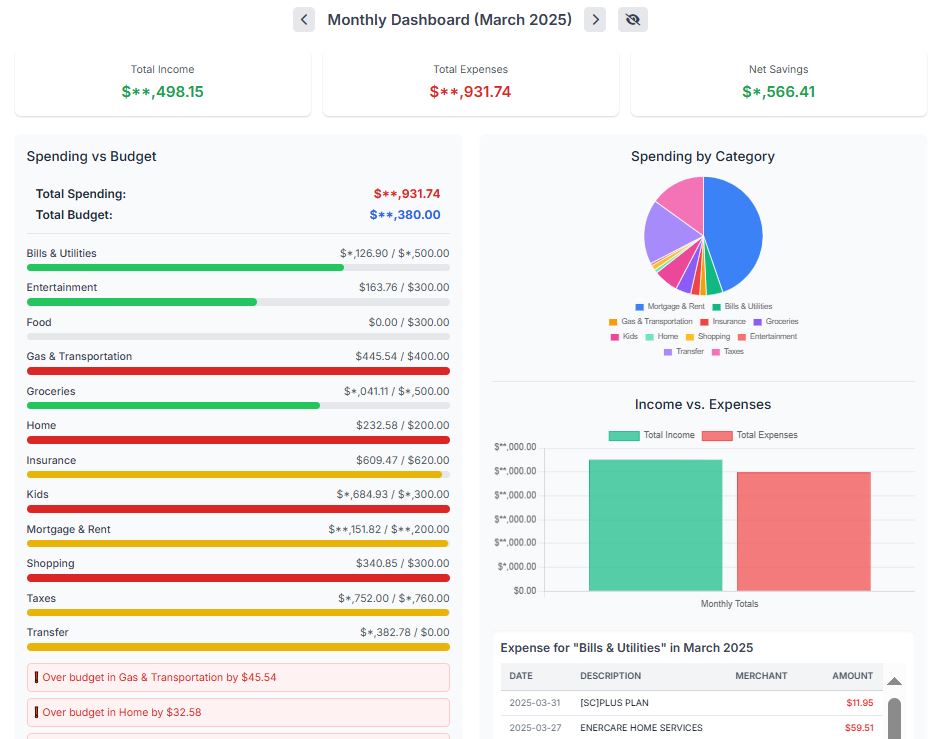 Monthly Dashboard (March 2025)
Total Income
$**,498.15
Total Expenses
$**,931.74
Net Savings
$*,566.41
Spending vs Budget
Total Spending: $**,931.74
Total Budget: $**,380.00
Bills & Utilities $*,126.90 / $*,500.00
Entertainment $163.76 / $300.00
Food $0.00 / $300.00
Gas & Transportation $445.54 / $400.00
Groceries $*,041.11 / $*,500.00
Home $232.58 / $200.00
Insurance $609.47 / $620.00
Kids $*,684.93 / $*,300.00
Mortgage & Rent $**,151.82 / $**,200.00
Shopping $340.85 / $300.00
Taxes $*,752.00 / $*,760.00
Transfer $*,382.78 / $0.00
Over budget in Gas & Transportation by $45.54
Over budget in Home by $32.58
Spending by Category
Mortgage & Rent Bills & Utilities
Gas & Transportation Insurance Groceries
Kids Home Shopping Entertainment
Transfer Taxes
Income vs. Expenses
Total Income Total Expenses
$**,000.00
$**,000.00
$**,000.00
$**,000.00
$**,000.00
$*,000.00
$0.00
Monthly Totals
Expense for "Bills & Utilities" in March 2025
DATE DESCRIPTION MERCHANT AMOUNT
2025-03-31 [SC]PLUS PLAN $11.95
2025-03-27 ENERCARE HOME SERVICES $59.51